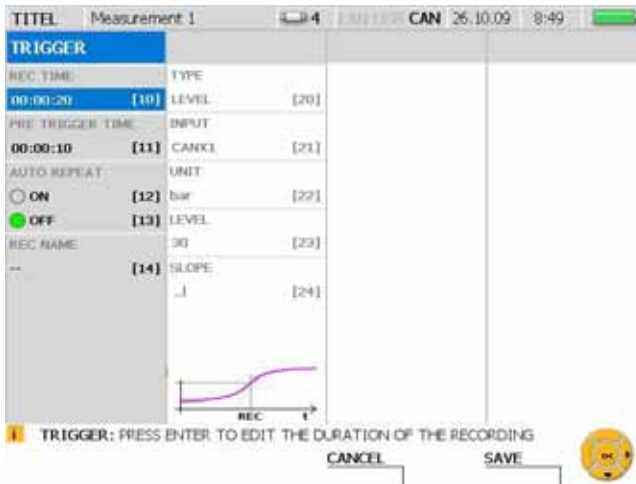 TITEL Measurement 1 4 CAN 26.10.09 8:49
TRIGGER
REC TIME
00:00:20 [10]
PRE TRIGGER TIME
00:00:10 [11]
AUTO REPEAT
ON [12]
OFF [13]
REC NAME
-- [14]
TYPE
LEVEL [20]
INPUT
CANX1 [21]
UNIT
bar [22]
LEVEL
30 [23]
SLOPE
_| [24]
REC t
i TRIGGER: PRESS ENTER TO EDIT THE DURATION OF THE RECORDING
CANCEL SAVE
OK